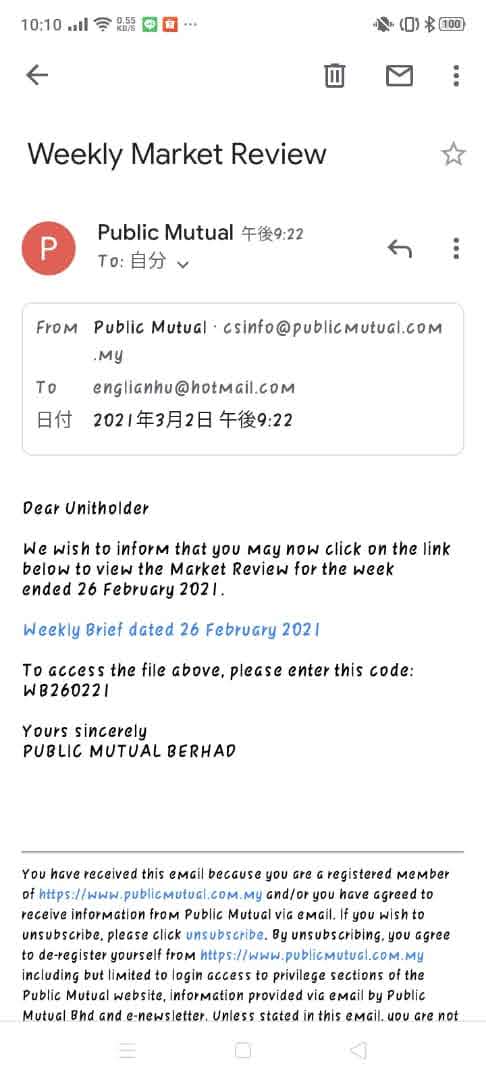 10:10 0.55 KB/S 100
Weekly Market Review
P
Public Mutual 午後9:22
To: 自分
From Public Mutual · csinfo@publicmutual.com
.my
To englianhu@hotmail.com
日付 2021年3月2日 午後9:22
Dear Unitholder
We wish to inform that you may now click on the link
below to view the Market Review for the week
ended 26 February 2021.
Weekly Brief dated 26 February 2021
To access the file above, please enter this code:
WB260221
Yours sincerely
PUBLIC MUTUAL BERHAD
You have received this email because you are a registered member
of https://www.publicmutual.com.my and/or you have agreed to
receive information from Public Mutual via email. If you wish to
unsubscribe, please click unsubscribe. By unsubscribing, you agree
to de-register yourself from https://www.publicmutual.com.my
including but limited to login access to privilege sections of the
Public Mutual website, information provided via email by Public
Mutual Bhd and e-newsletter. Unless stated in this email, you are not